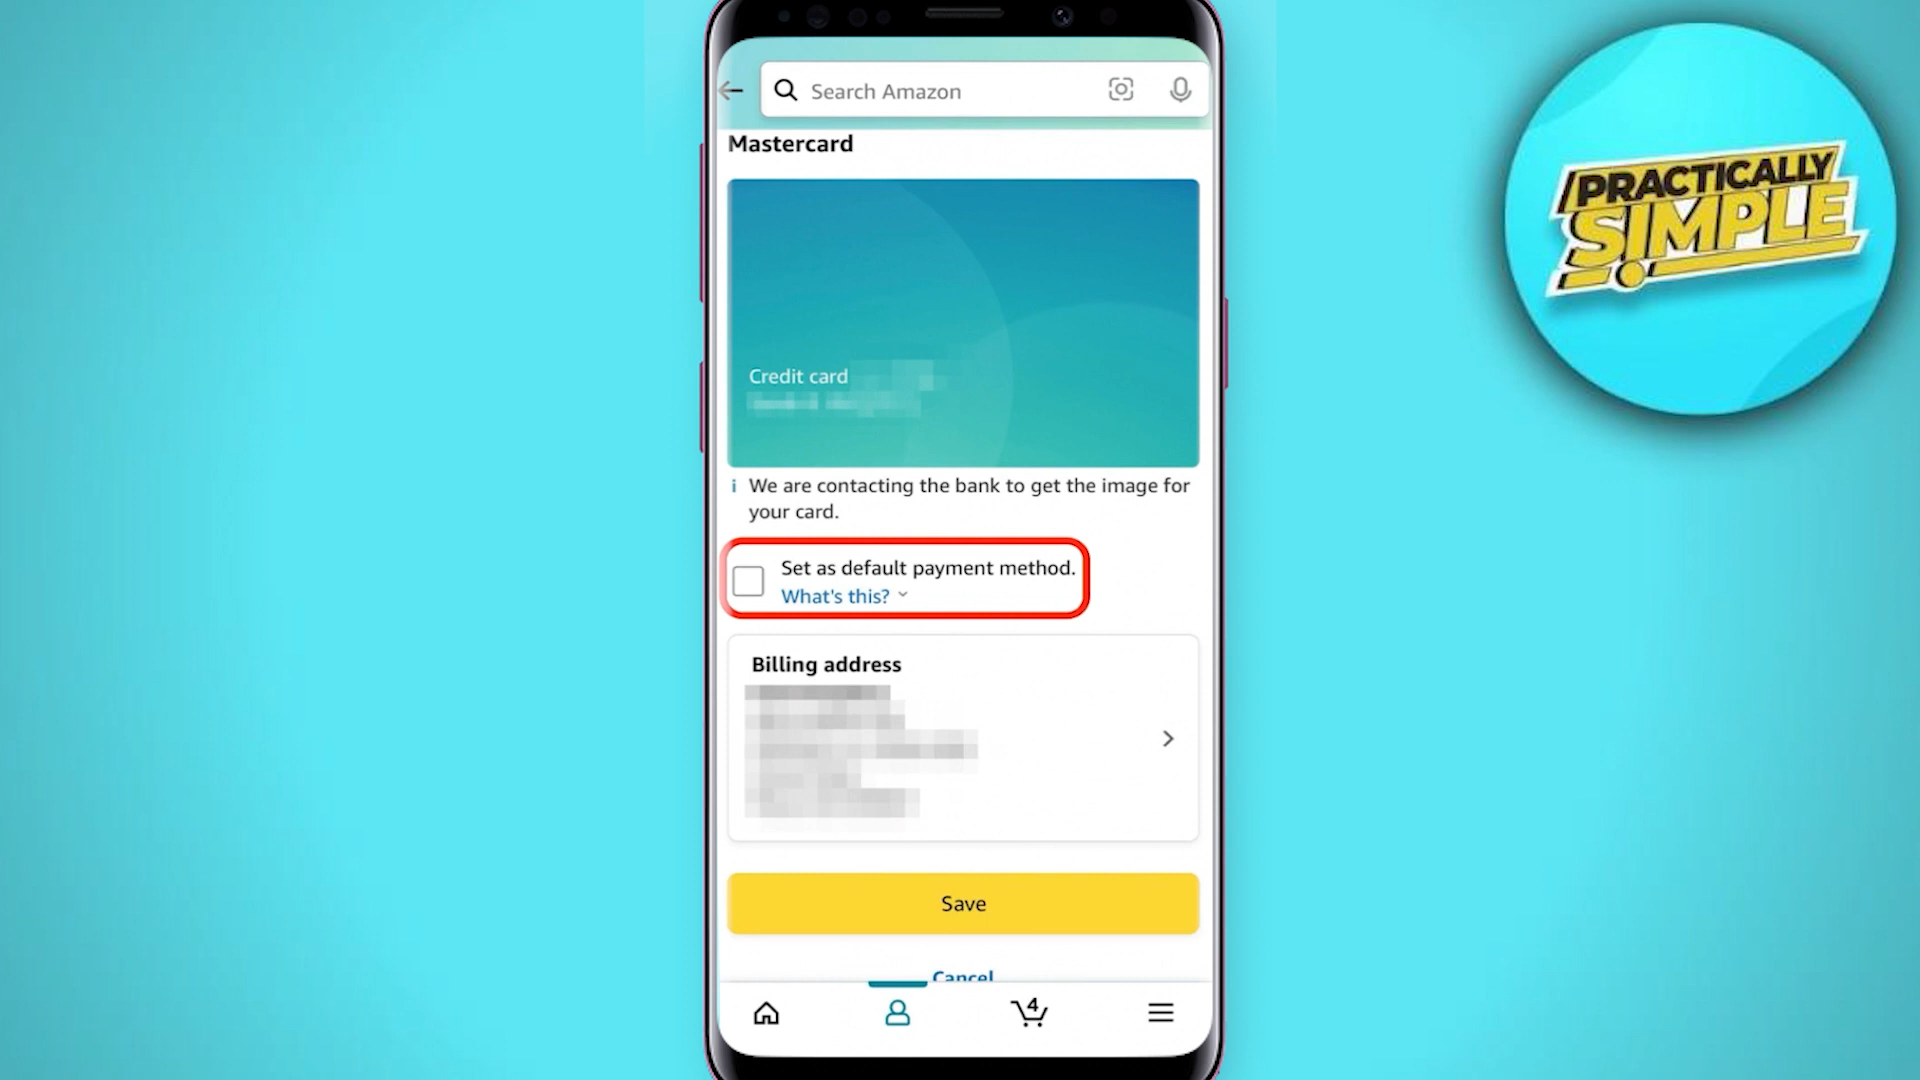 Search Amazon
Mastercard
Credit card
We are contacting the bank to get the image for
your card.
Set as default payment method.
What's this?
Billing address
Save
Cancel
4
PRACTICALLY
SIMPLE